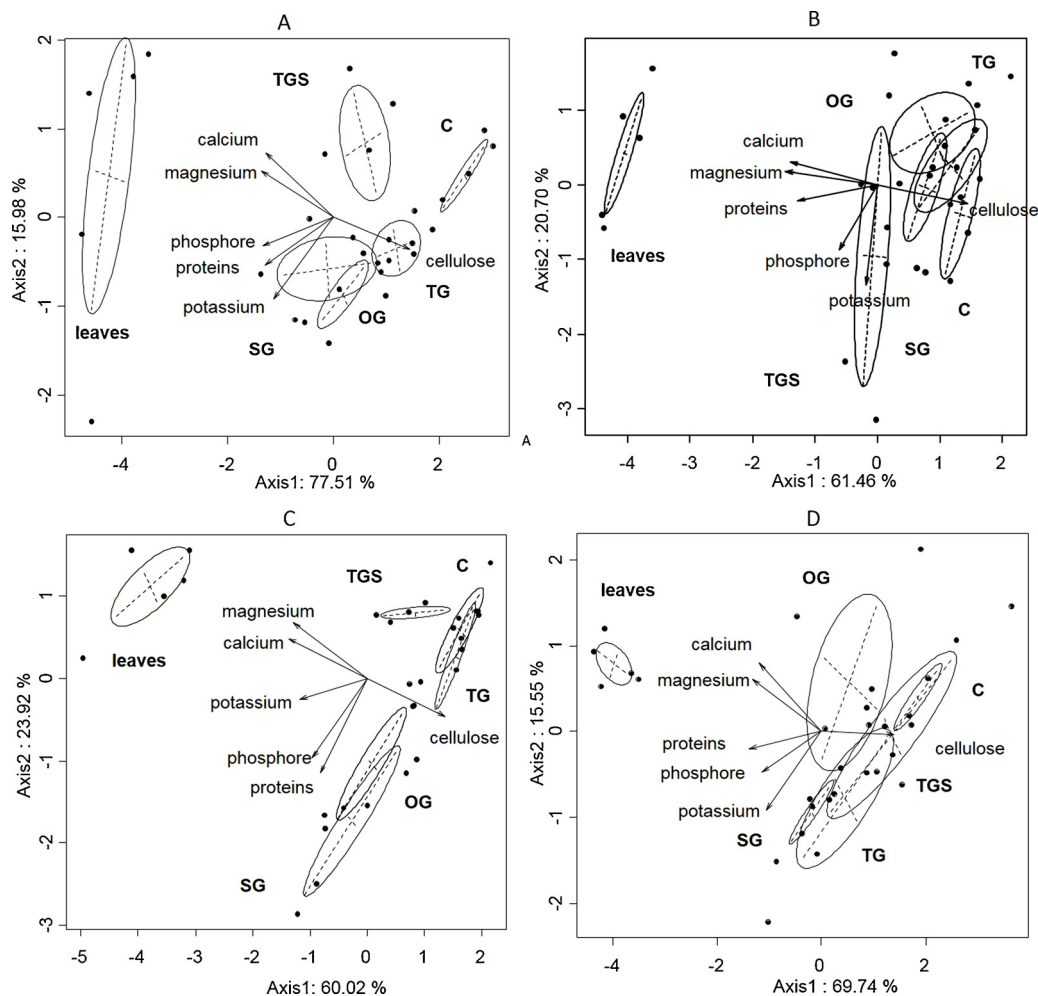 A
2
1
0
-1
-2
-4
-2
0
2
Axis2 : 15.98 %
Axis1: 77.51 %
TGS
C
calcium
magnesium
phosphore
proteins
potassium
cellulose
TG
OG
SG
leaves
A
B
1
0
-1
-2
-3
-4
-2
0
1
2
Axis2 : 20.70 %
Axis1 : 61.46 %
TG
OG
calcium
magnesium
proteins
cellulose
phosphore
potassium
leaves
C
SG
TGS
C
1
0
-1
-2
-3
-5
-4
-3
-2
-1
0
1
2
Axis2 : 23.92 %
Axis1: 60.02 %
C
TGS
magnesium
calcium
leaves
potassium
TG
cellulose
phosphore
proteins
OG
SG
D
2
1
0
-1
-2
-4
-2
0
2
Axis2 : 15.55 %
Axis1 : 69.74 %
OG
leaves
calcium
magnesium
C
proteins
cellulose
phosphore
TGS
potassium
SG
TG